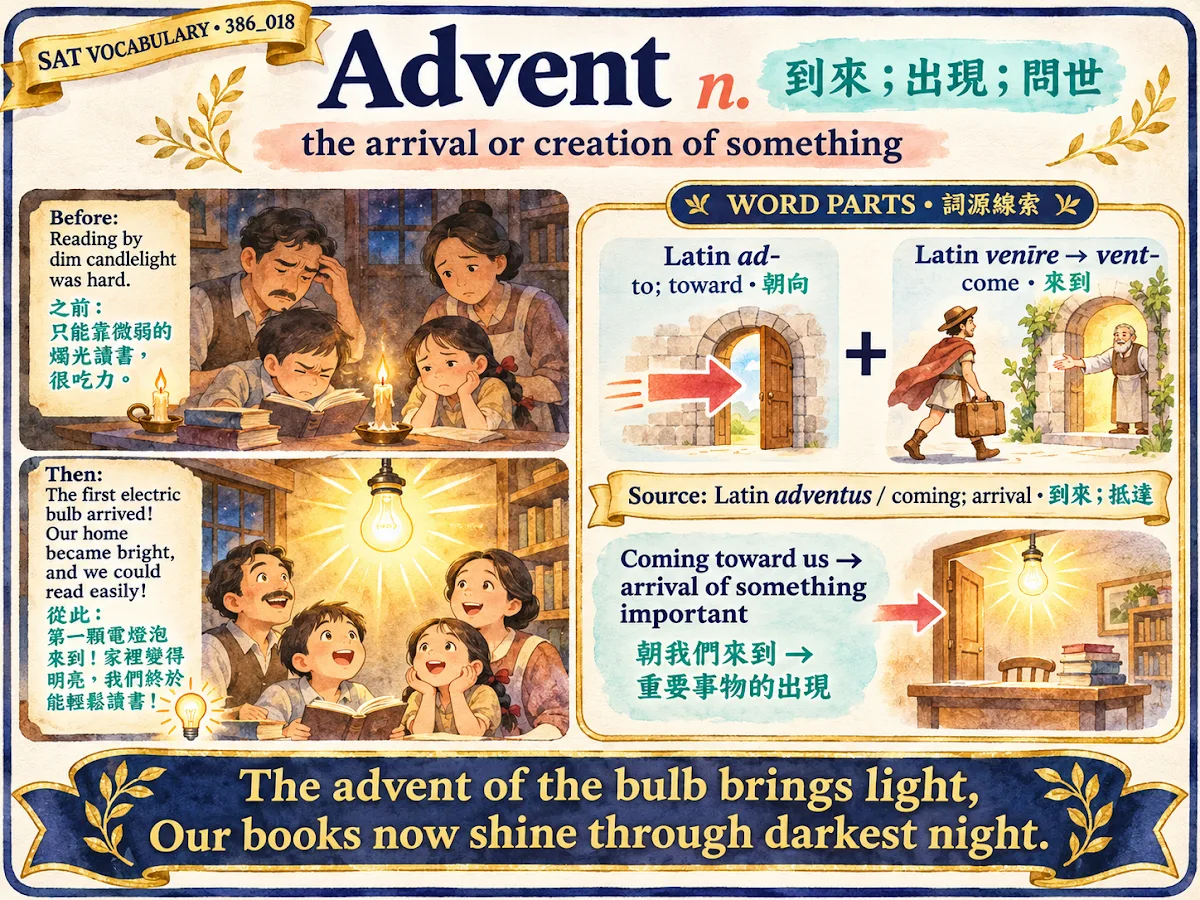 SAT VOCABULARY • 386_018
Advent n. 到來；出現；問世
the arrival or creation of something
Before:
Reading by
dim candlelight
was hard.
之前：
只能靠微弱的
燭光讀書，
很吃力。
Then:
The first electric
bulb arrived!
Our home
became bright,
and we could
read easily!
從此：
第一顆電燈泡
來到！家裡變得
明亮，我們終於
能輕鬆讀書！
WORD PARTS • 詞源線索
Latin ad-
to; toward • 朝向
+
Latin venīre → vent-
come • 來到
Source: Latin adventus / coming; arrival • 到來；抵達
Coming toward us →
arrival of something
important
朝我們來到 →
重要事物的出現
The advent of the bulb brings light,
Our books now shine through darkest night.